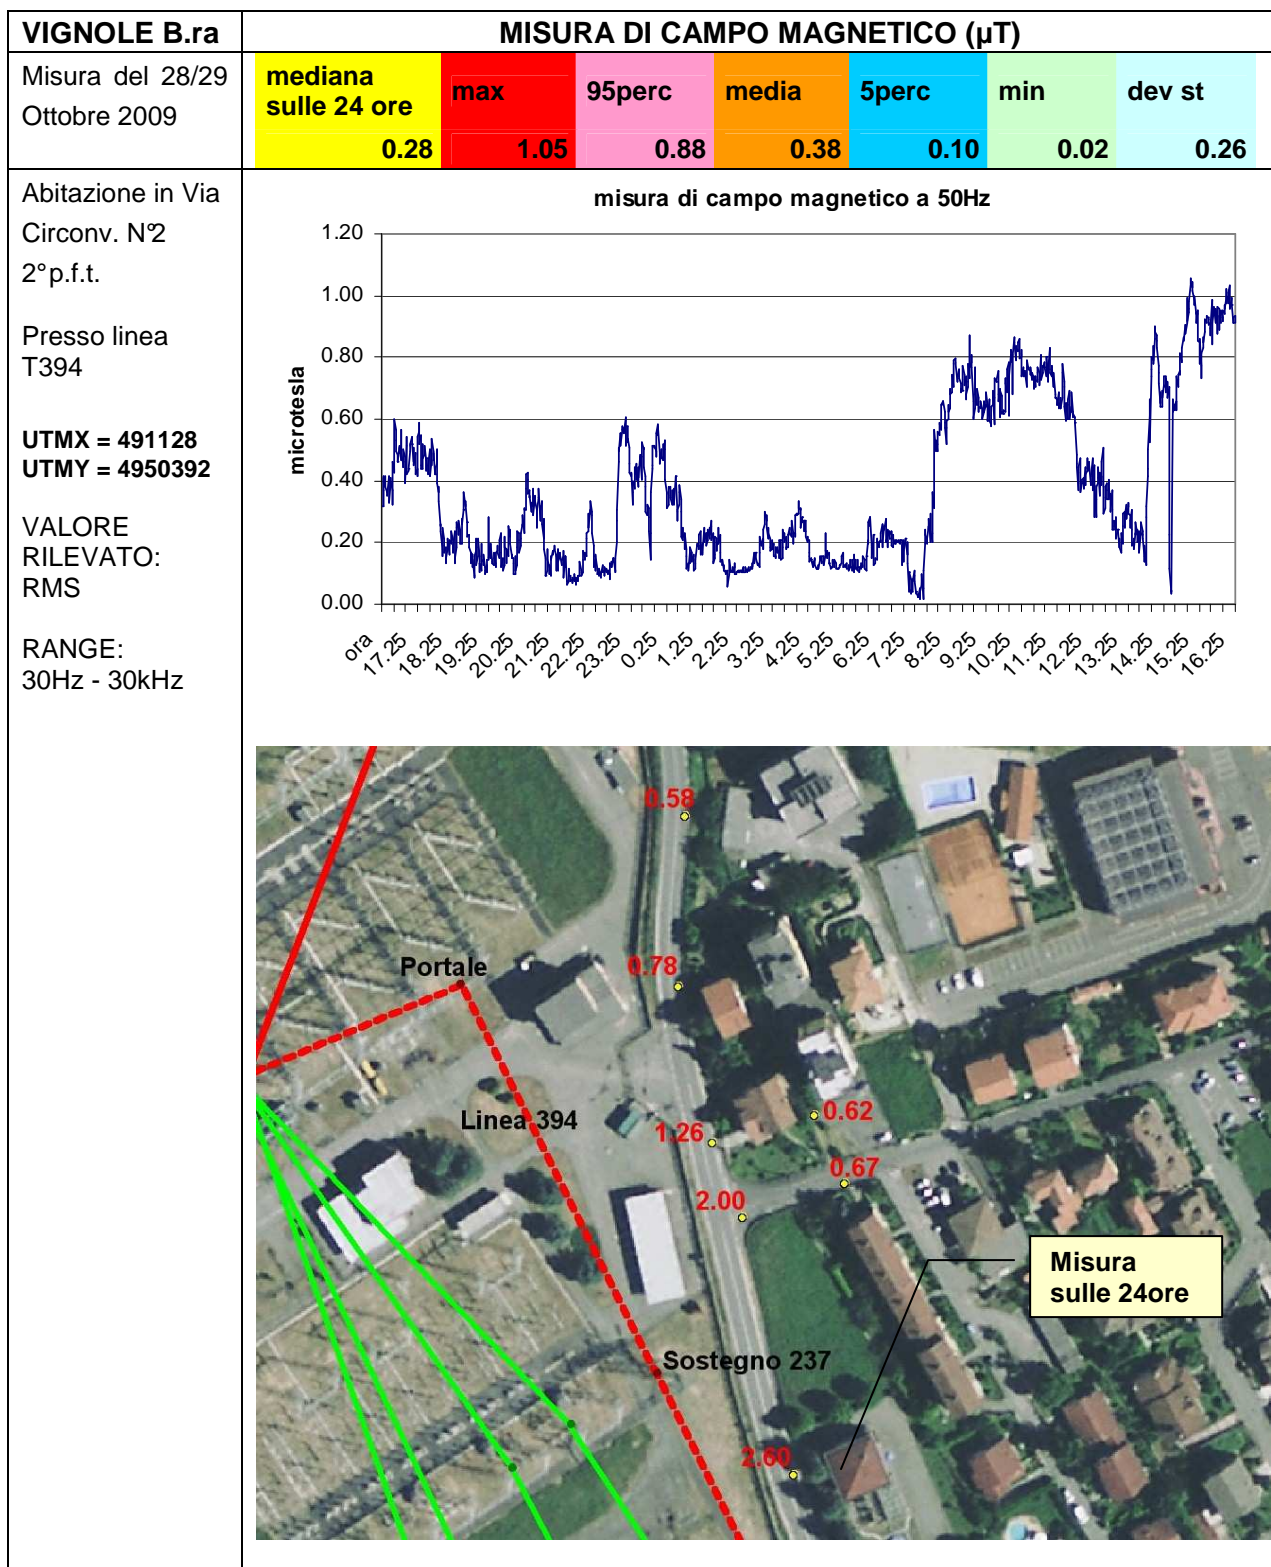 VIGNOLE B.ra
MISURA DI CAMPO MAGNETICO (µT)
Misura del 28/29
Ottobre 2009
mediana
sulle 24 ore
max
95perc
media
5perc
min
dev st
0.28
1.05
0.88
0.38
0.10
0.02
0.26
Abitazione in Via
Circonv. N°2
2° p.f.t.
Presso linea
T394
UTMX = 491128
UTMY = 4950392
VALORE
RILEVATO:
RMS
RANGE:
30Hz - 30kHz
misura di campo magnetico a 50Hz
microtesla
1.20
1.00
0.80
0.60
0.40
0.20
0.00
ora
17.25
18.25
19.25
20.25
21.25
22.25
23.25
0.25
1.25
2.25
3.25
4.25
5.25
6.25
7.25
8.25
9.25
10.25
11.25
12.25
13.25
14.25
15.25
16.25
0.58
Portale
0.78
Linea 394
1.26
0.62
0.67
2.00
Misura
sulle 24ore
Sostegno 237
2.60